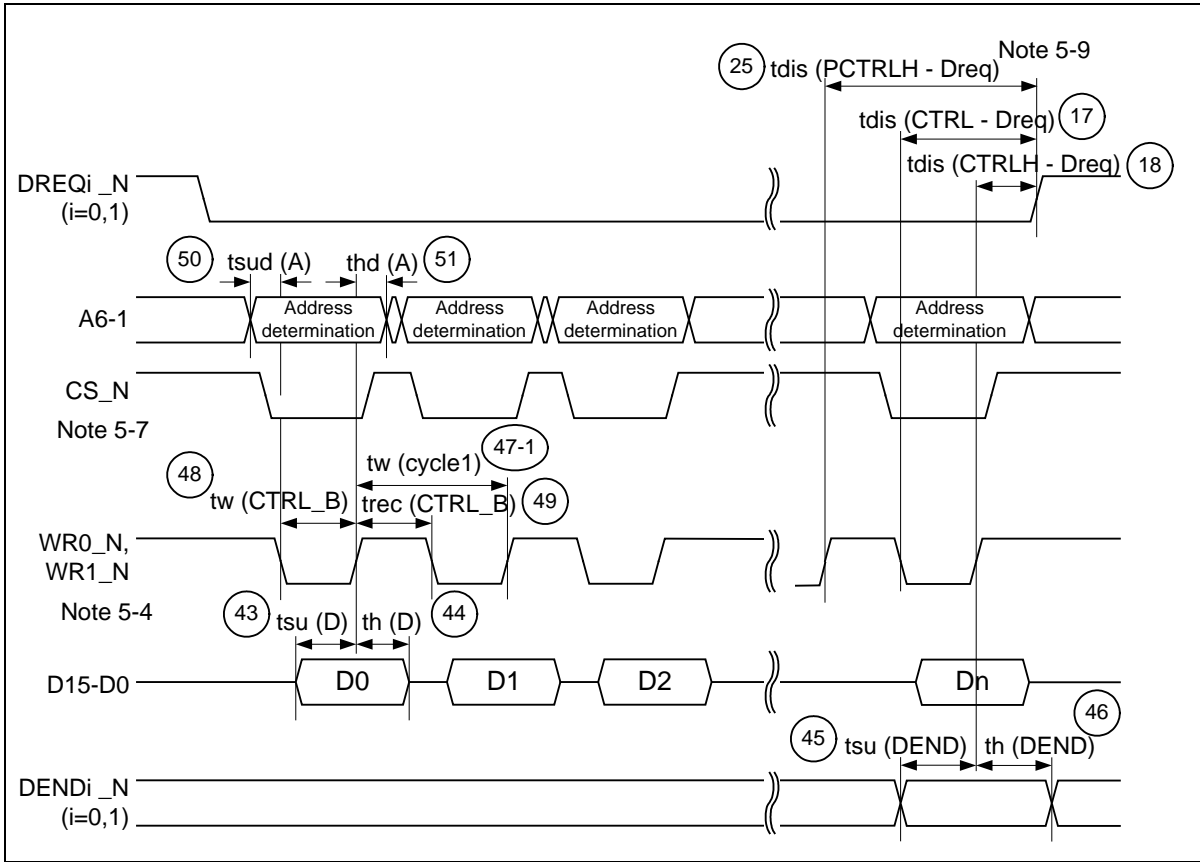 Note 5-9
25 tdis (PCTRLH - Dreq)
tdis (CTRL - Dreq) 17
tdis (CTRLH - Dreq) 18
DREQi _N
(i=0,1)
50 tsud (A) thd (A) 51
A6-1
Address
determination
Address
determination
Address
determination
Address
determination
CS_N
Note 5-7
47-1
tw (cycle1)
48
tw (CTRL_B) trec (CTRL_B) 49
WR0_N,
WR1_N
Note 5-4
43 tsu (D) th (D) 44
D15-D0
D0 D1 D2 Dn
45 tsu (DEND) th (DEND) 46
DENDi _N
(i=0,1)